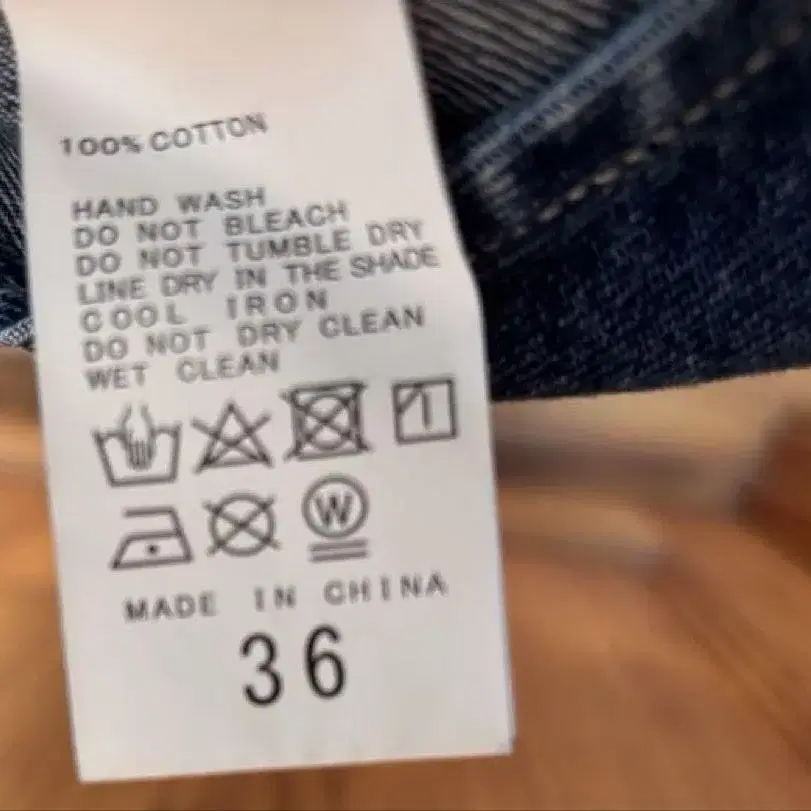 100% COTTON
HAND WASH
DO NOT BLEACH
DO NOT TUMBLE DRY
LINE DRY IN THE SHADE
COOL IRON
DO NOT DRY CLEAN
WET CLEAN
W
MADE IN CHINA
36